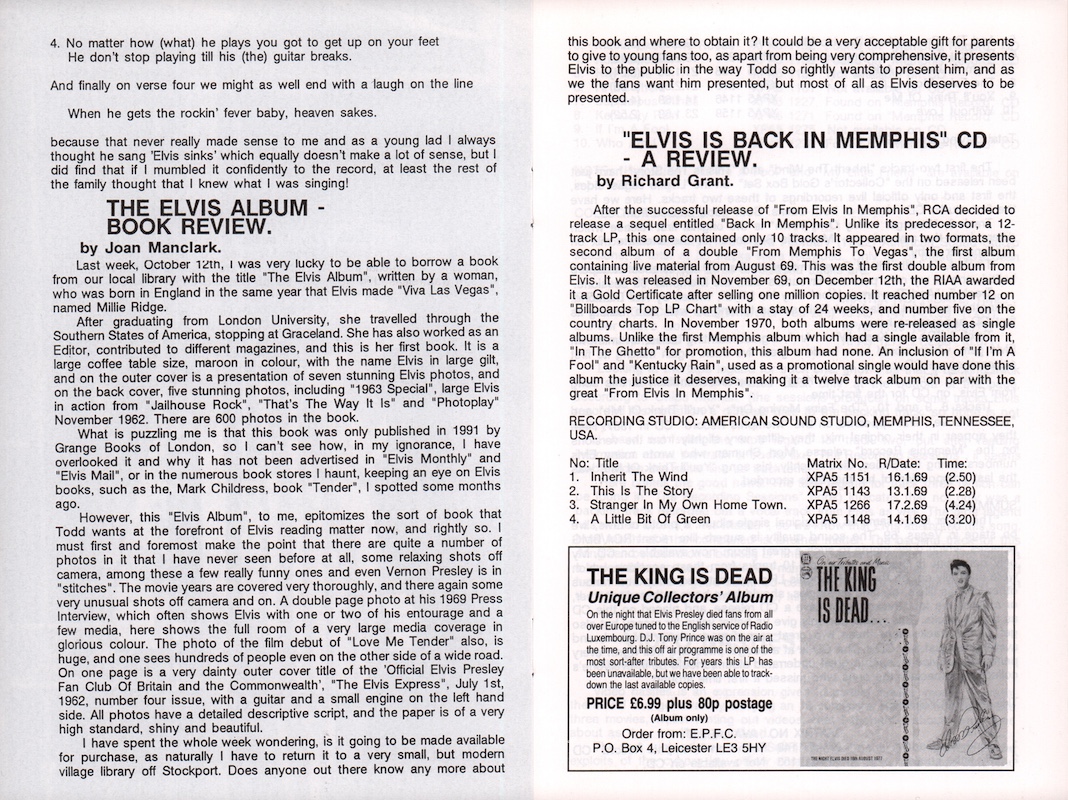 4. No matter how (what) he plays you got to get up on your feet
He don't stop playing till his (the) guitar breaks.
And finally on verse four we might as well end with a laugh on the line
When he gets the rockin' fever baby, heaven sakes.
because that never really made sense to me and as a young lad I always
thought he sang 'Elvis sinks' which equally doesn't make a lot of sense, but I
did find that if I mumbled it confidently to the record, at least the rest of
the family thought that I knew what I was singing!
THE ELVIS ALBUM -
BOOK REVIEW.
by Joan Manclark.
Last week, October 12th, I was very lucky to be able to borrow a book
from our local library with the title "The Elvis Album", written by a woman,
who was born in England in the same year that Elvis made "Viva Las Vegas",
named Millie Ridge.
After graduating from London University, she travelled through the
Southern States of America, stopping at Graceland. She has also worked as an
Editor, contributed to different magazines, and this is her first book. It is a
large coffee table size, maroon in colour, with the name Elvis in large gilt,
and on the outer cover is a presentation of seven stunning Elvis photos, and
on the back cover, five stunning photos, including "1963 Special", large Elvis
in action from "Jailhouse Rock", "That's The Way It Is" and "Photoplay"
November 1962. There are 600 photos in the book.
What is puzzling me is that this book was only published in 1991 by
Grange Books of London, so I can't see how, in my ignorance, I have
overlooked it and why it has not been advertised in "Elvis Monthly" and
"Elvis Mail", or in the numerous book stores I haunt, keeping an eye on Elvis
books, such as the, Mark Childress, book "Tender", I spotted some months
ago.
However, this "Elvis Album", to me, epitomizes the sort of book that
Todd wants at the forefront of Elvis reading matter now, and rightly so. I
must first and foremost make the point that there are quite a number of
photos in it that I have never seen before at all, some relaxing shots off
camera, among these a few really funny ones and even Vernon Presley is in
"stitches". The movie years are covered very thoroughly, and there again some
very unusual shots off camera and on. A double page photo at his 1969 Press
Interview, which often shows Elvis with one or two of his entourage and a
few media, here shows the full room of a very large media coverage in
glorious colour. The photo of the film debut of "Love Me Tender" also, is
huge, and one sees hundreds of people even on the other side of a wide road.
On one page is a very dainty outer cover title of the 'Official Elvis Presley
Fan Club Of Britain and the Commonwealth', "The Elvis Express", July 1st,
1962, number four issue, with a guitar and a small engine on the left hand
side. All photos have a detailed descriptive script, and the paper is of a very
high standard, shiny and beautiful.
I have spent the whole week wondering, is it going to be made available
for purchase, as naturally I have to return it to a very small, but modern
village library off Stockport. Does anyone out there know any more about
this book and where to obtain it? It could be a very acceptable gift for parents
to give to young fans too, as apart from being very comprehensive, it presents
Elvis to the public in the way Todd so rightly wants to present him, and as
we the fans want him presented, but most of all as Elvis deserves to be
presented.
"ELVIS IS BACK IN MEMPHIS" CD
- A REVIEW.
by Richard Grant.
After the successful release of "From Elvis In Memphis", RCA decided to
release a sequel entitled "Back In Memphis". Unlike its predecessor, a 12-
track LP, this one contained only 10 tracks. It appeared in two formats, the
second album of a double "From Memphis To Vegas", the first album
containing live material from August 69. This was the first double album from
Elvis. It was released in November 69, on December 12th, the RIAA awarded
it a Gold Certificate after selling one million copies. It reached number 12 on
"Billboards Top LP Chart" with a stay of 24 weeks, and number five on the
country charts. In November 1970, both albums were re-released as single
albums. Unlike the first Memphis album which had a single available from it,
"In The Ghetto" for promotion, this album had none. An inclusion of "If I'm A
Fool" and "Kentucky Rain", used as a promotional single would have done this
album the justice it deserves, making it a twelve track album on par with the
great "From Elvis In Memphis".
RECORDING STUDIO: AMERICAN SOUND STUDIO, MEMPHIS, TENNESSEE,
USA.
No: Title Matrix No. R/Date: Time:
1. Inherit The Wind XPA5 1151 16.1.69 (2.50)
2. This Is The Story XPA5 1143 13.1.69 (2.28)
3. Stranger In My Own Home Town. XPA5 1266 17.2.69 (4.24)
4. A Little Bit Of Green XPA5 1148 14.1.69 (3.20)
THE KING IS DEAD
Unique Collectors' Album
On the night that Elvis Presley died fans from all
over Europe tuned to the English service of Radio
Luxembourg. D.J. Tony Prince was on the air at
the time, and this off air programme is one of the
most sort-after tributes. For years this LP has
been unavailable, but we have been able to track-
down the last available copies.
PRICE £6.99 plus 80p postage
(Album only)
Order from: E.P.F.C.
P.O. Box 4, Leicester LE3 5HY
THE KING
IS DEAD...
THE NIGHT ELVIS DIED 16th AUGUST 1977